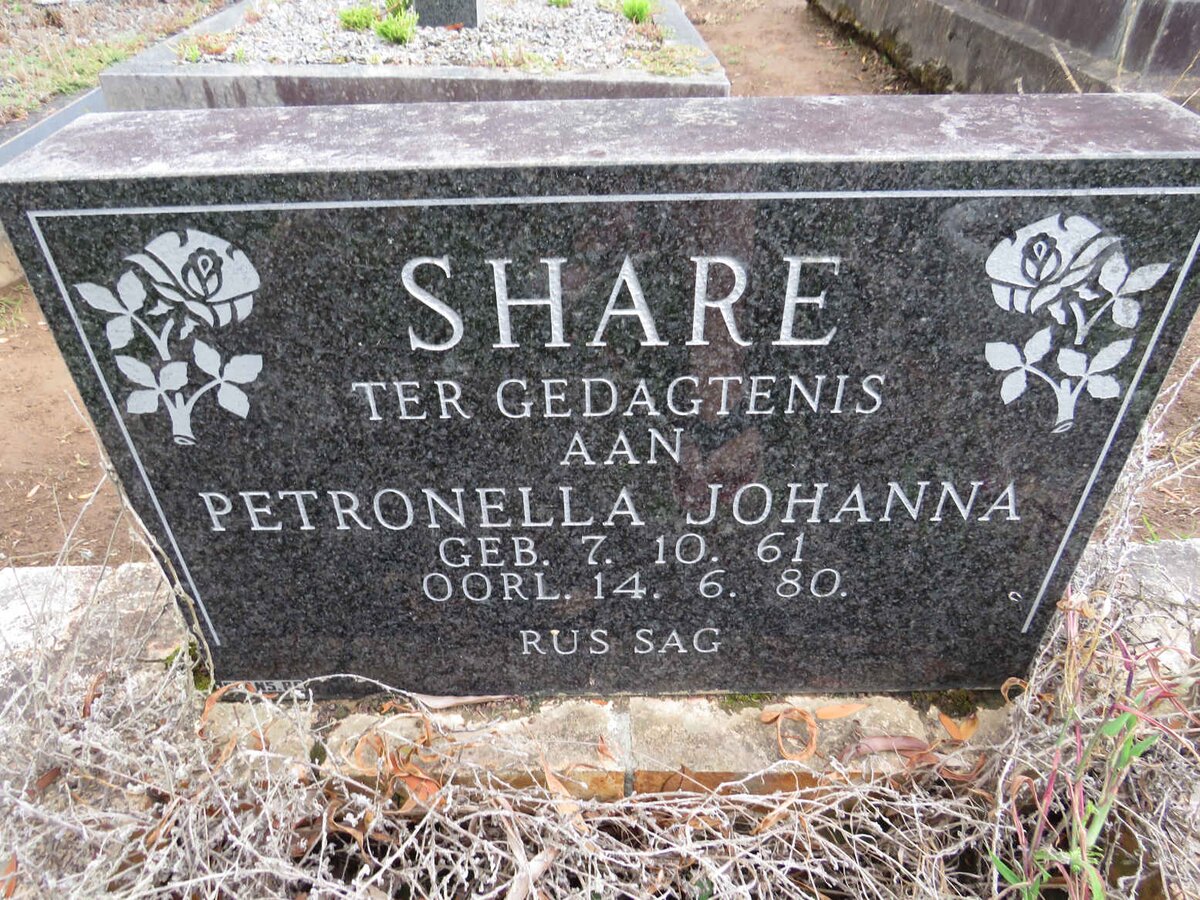 SHARE
TER GEDAGTENIS
AAN
PETRONELLA JOHANNA
GEB. 7. 10. 61
OORL. 14. 6. 80.
RUS SAG